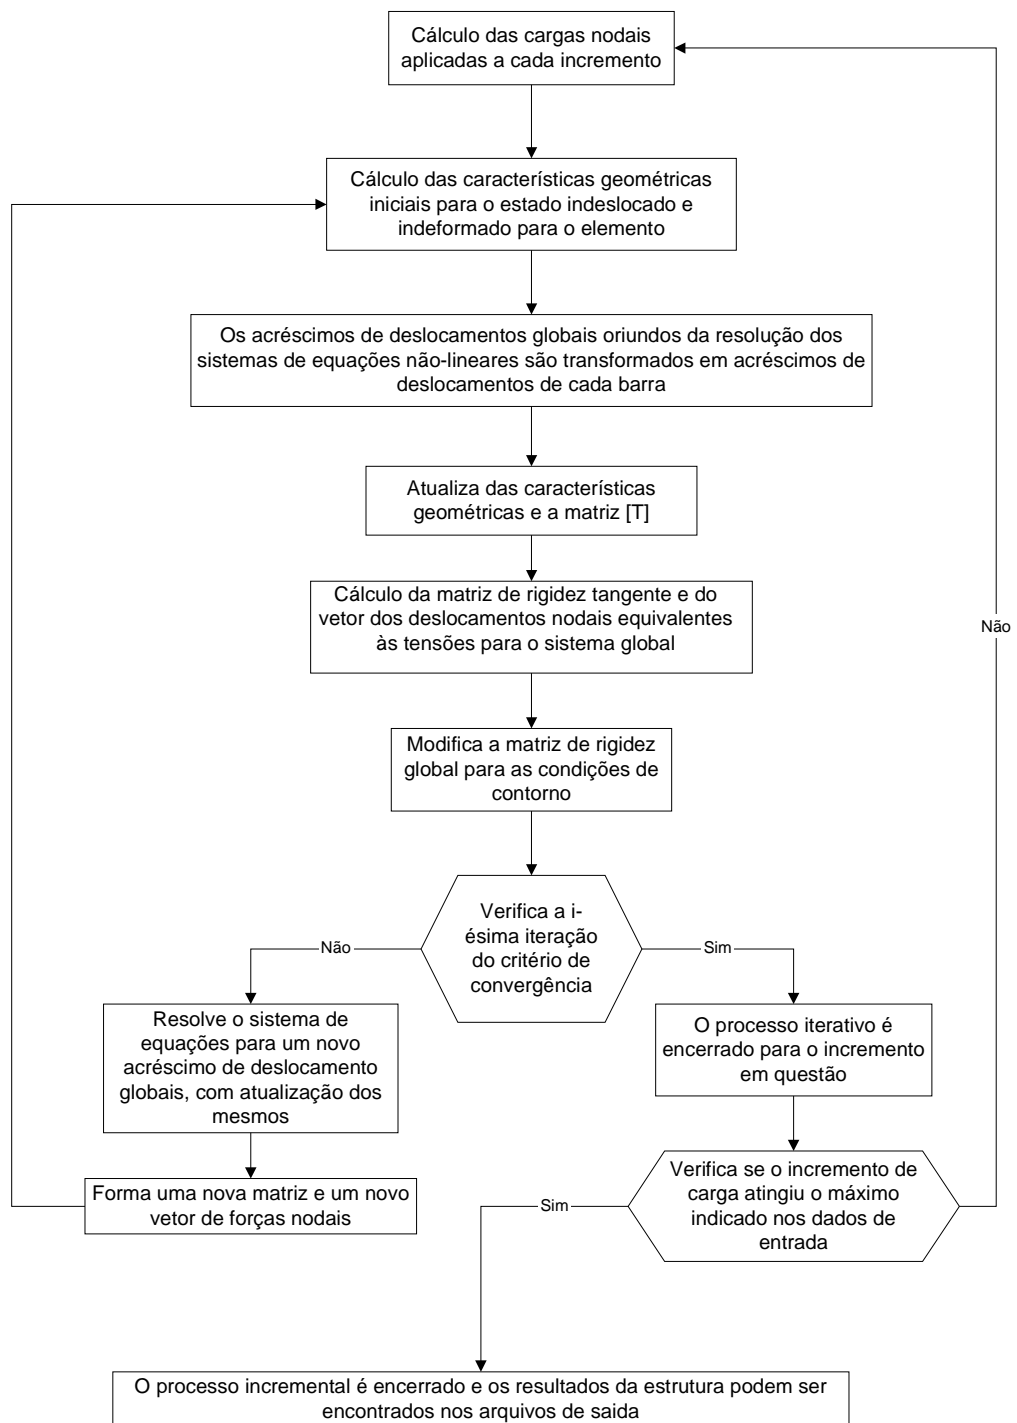 Cálculo das cargas nodais
aplicadas a cada incremento
Cálculo das características geométricas
iniciais para o estado indeslocado e
indeformado para o elemento
Os acréscimos de deslocamentos globais oriundos da resolução dos
sistemas de equações não-lineares são transformados em acréscimos de
deslocamentos de cada barra
Atualiza das características
geométricas e a matriz [T]
Cálculo da matriz de rigidez tangente e do
vetor dos deslocamentos nodais equivalentes
às tensões para o sistema global
Não
Modifica a matriz de rigidez
global para as condições de
contorno
Verifica a i-
ésima iteração
do critério de
convergência
Não
Sim
Resolve o sistema de
equações para um novo
acréscimo de deslocamento
globais, com atualização dos
mesmos
O processo iterativo é
encerrado para o incremento
em questão
Forma uma nova matriz e um novo
vetor de forças nodais
Verifica se o incremento de
carga atingiu o máximo
indicado nos dados de
entrada
Sim
O processo incremental é encerrado e os resultados da estrutura podem ser
encontrados nos arquivos de saida